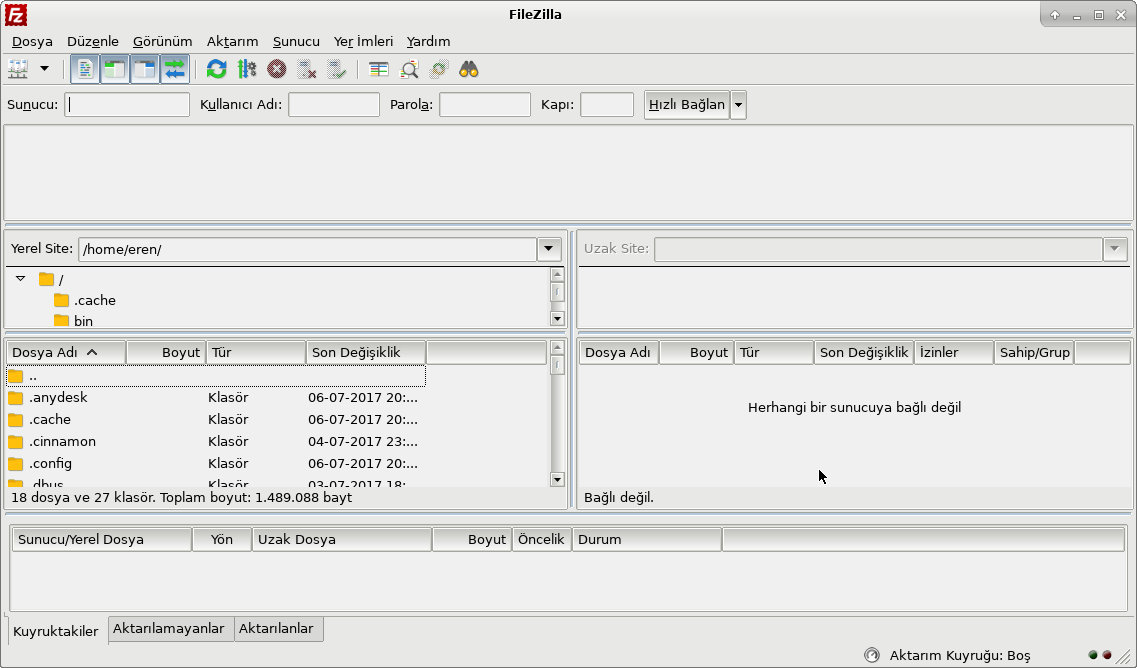 FileZilla
Dosya Düzenle Görünüm Aktarım Sunucu Yer İmleri Yardım
Sunucu: Kullanıcı Adı: Parola: Kapı: Hızlı Bağlan
Yerel Site: /home/eren/
Uzak Site:
/
.cache
bin
Dosya Adı Boyut Tür Son Değişiklik
..
.anydesk Klasör 06-07-2017 20:...
.cache Klasör 06-07-2017 20:...
.cinnamon Klasör 04-07-2017 23:...
.config Klasör 06-07-2017 20:...
.dbus Klasör 03-07-2017 18:
18 dosya ve 27 klasör. Toplam boyut: 1.489.088 bayt
Dosya Adı Boyut Tür Son Değişiklik İzinler Sahip/Grup
Herhangi bir sunucuya bağlı değil
Bağlı değil.
Sunucu/Yerel Dosya Yön Uzak Dosya Boyut Öncelik Durum
Kuyruktakiler Aktarılamayanlar Aktarılanlar
Aktarım Kuyruğu: Boş